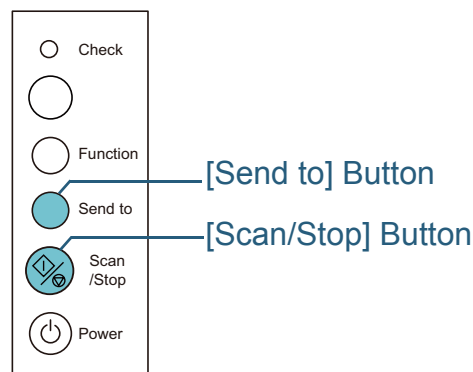 Check
Function
[Send to] Button
Send to
[Scan/Stop] Button
Scan
/Stop
Power